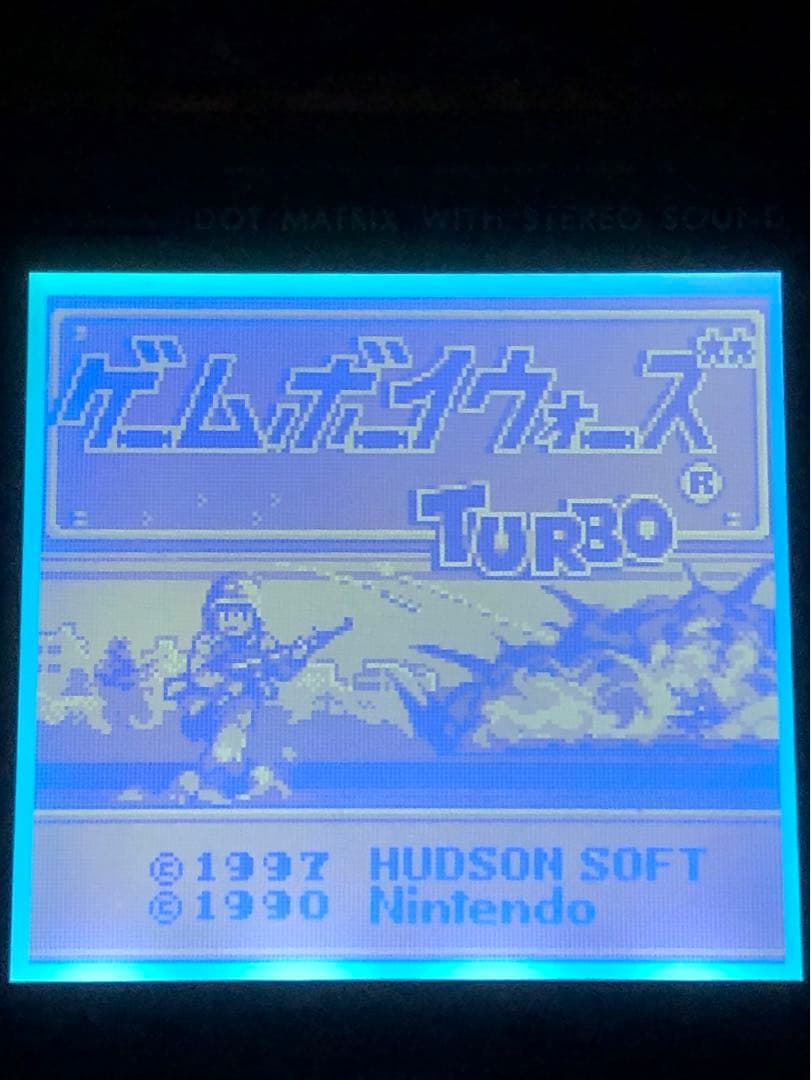 DOT MATRIX WITH STEREO SOUND
ゲームボーイウォーズ
TURBO ®
©1997 HUDSON SOFT
©1990 Nintendo